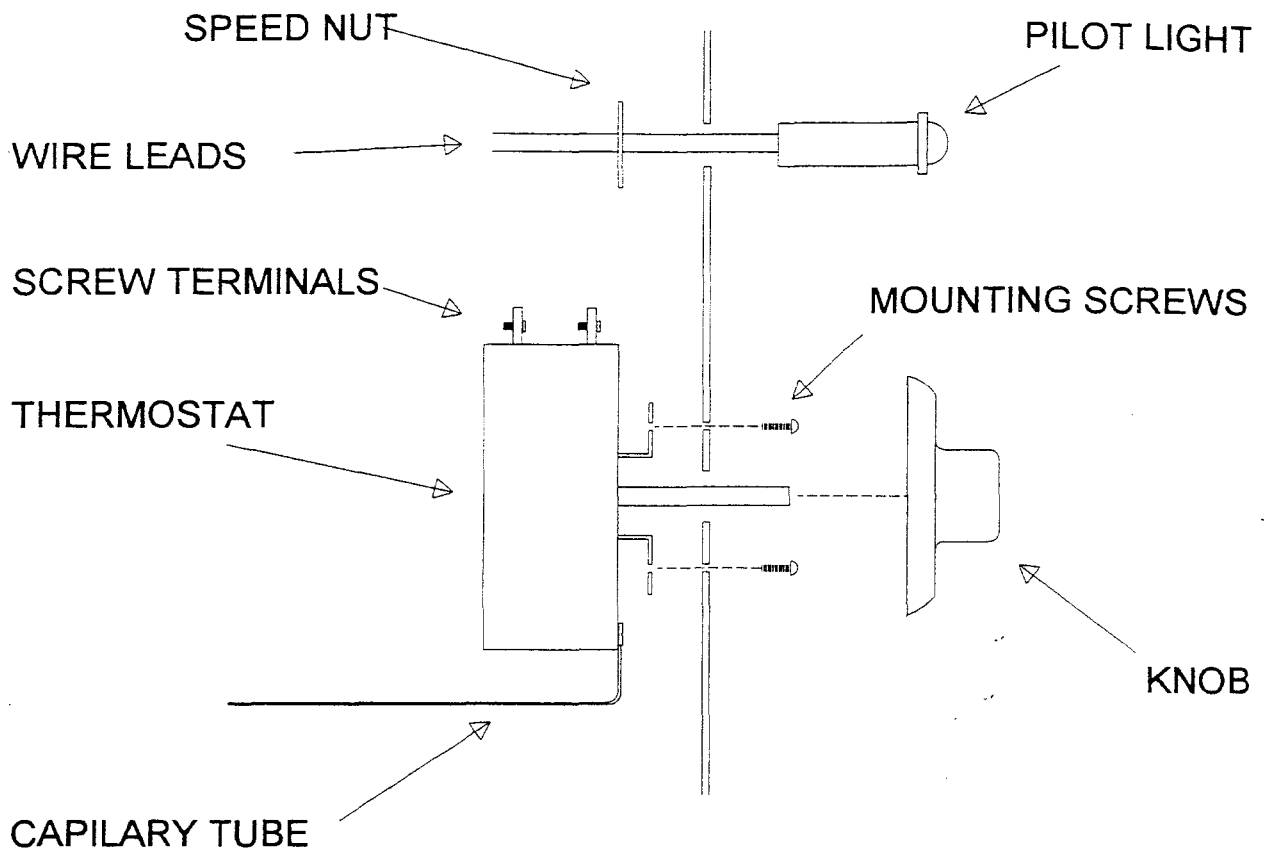 SPEED NUT
PILOT LIGHT
WIRE LEADS
SCREW TERMINALS
MOUNTING SCREWS
THERMOSTAT
KNOB
CAPILARY TUBE